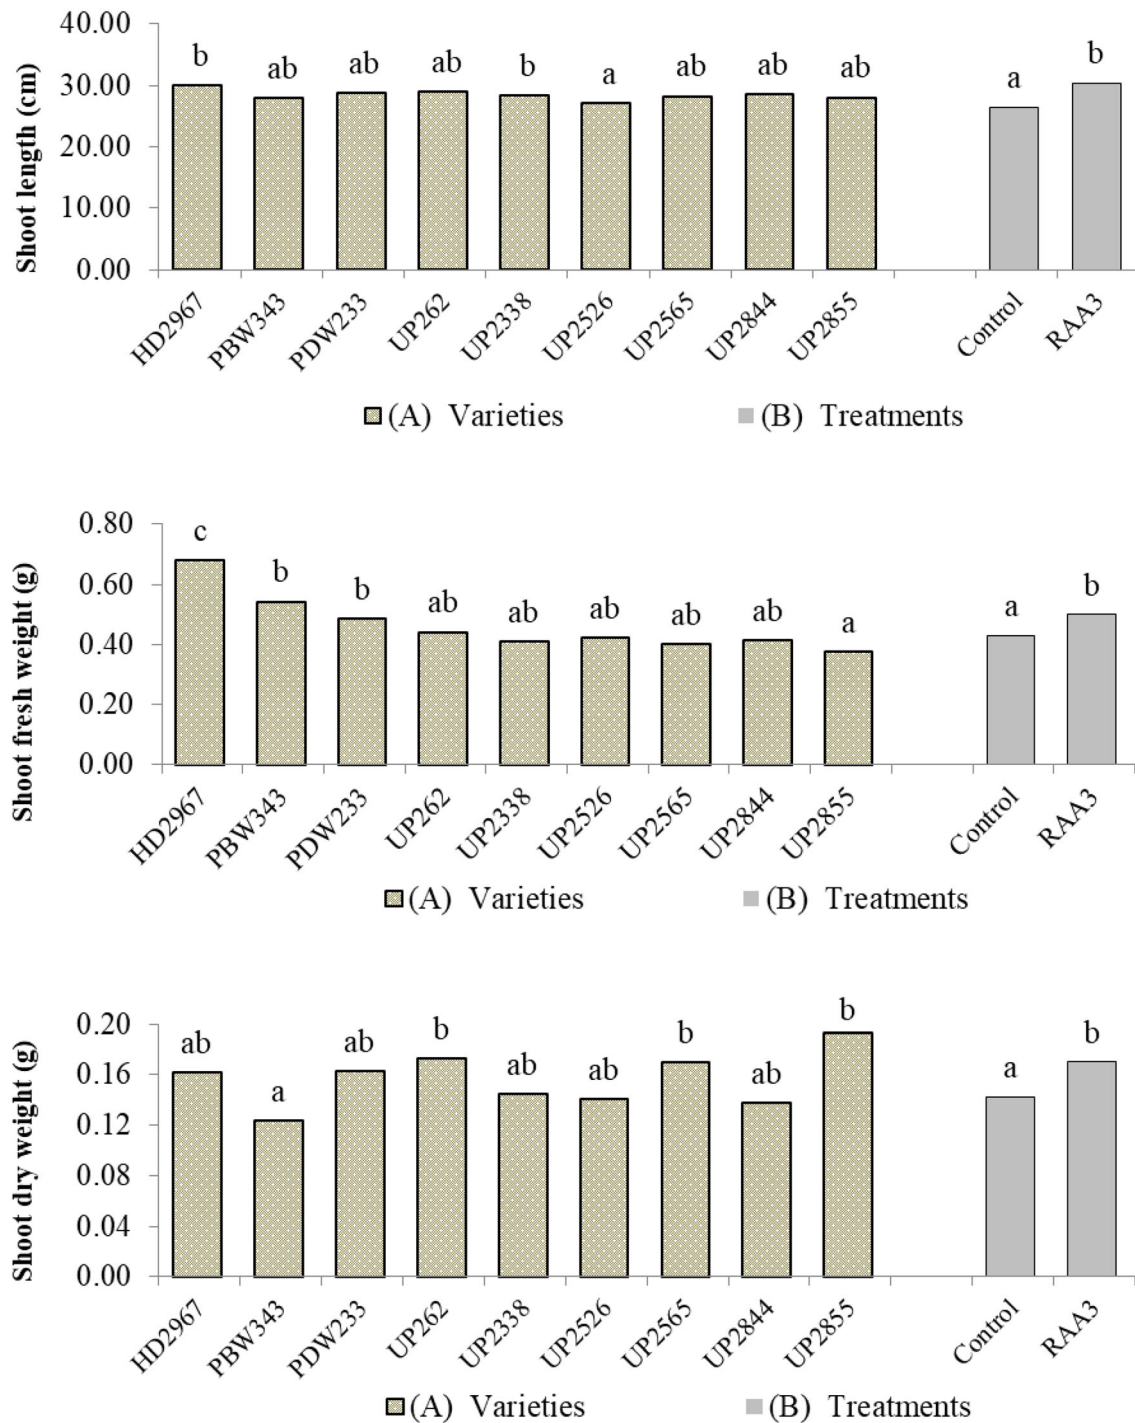 40.00
30.00
20.00
10.00
0.00
Shoot length (cm)
b ab ab ab b a ab ab ab a b
HD2967 PBW343 PDW233 UP262 UP2338 UP2526 UP2565 UP2844 UP2855 Control RAA3
(A) Varieties (B) Treatments
0.80
0.60
0.40
0.20
0.00
Shoot fresh weight (g)
c b b ab ab ab ab ab a a b
HD2967 PBW343 PDW233 UP262 UP2338 UP2526 UP2565 UP2844 UP2855 Control RAA3
(A) Varieties (B) Treatments
0.20
0.16
0.12
0.08
0.04
0.00
Shoot dry weight (g)
ab a ab b ab ab b ab b a b
HD2967 PBW343 PDW233 UP262 UP2338 UP2526 UP2565 UP2844 UP2855 Control RAA3
(A) Varieties (B) Treatments